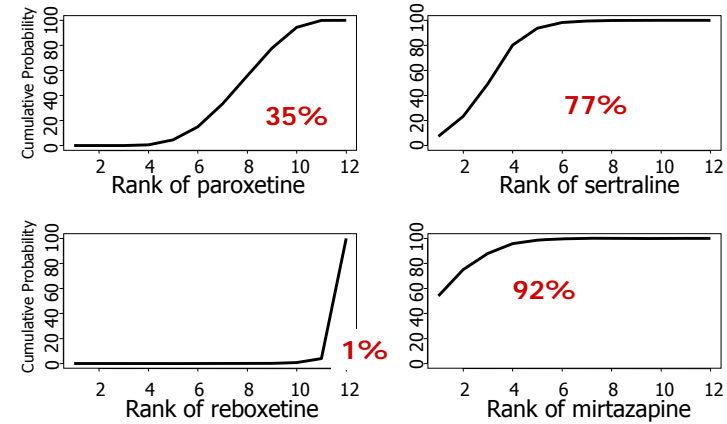 Cumulative Probability
0 20 40 60 80 100
35%
2 4 6 8 10 12
Rank of paroxetine
0 20 40 60 80 100
77%
2 4 6 8 10 12
Rank of sertraline
Cumulative Probability
0 20 40 60 80 100
1%
2 4 6 8 10 12
Rank of reboxetine
0 20 40 60 80 100
92%
2 4 6 8 10 12
Rank of mirtazapine